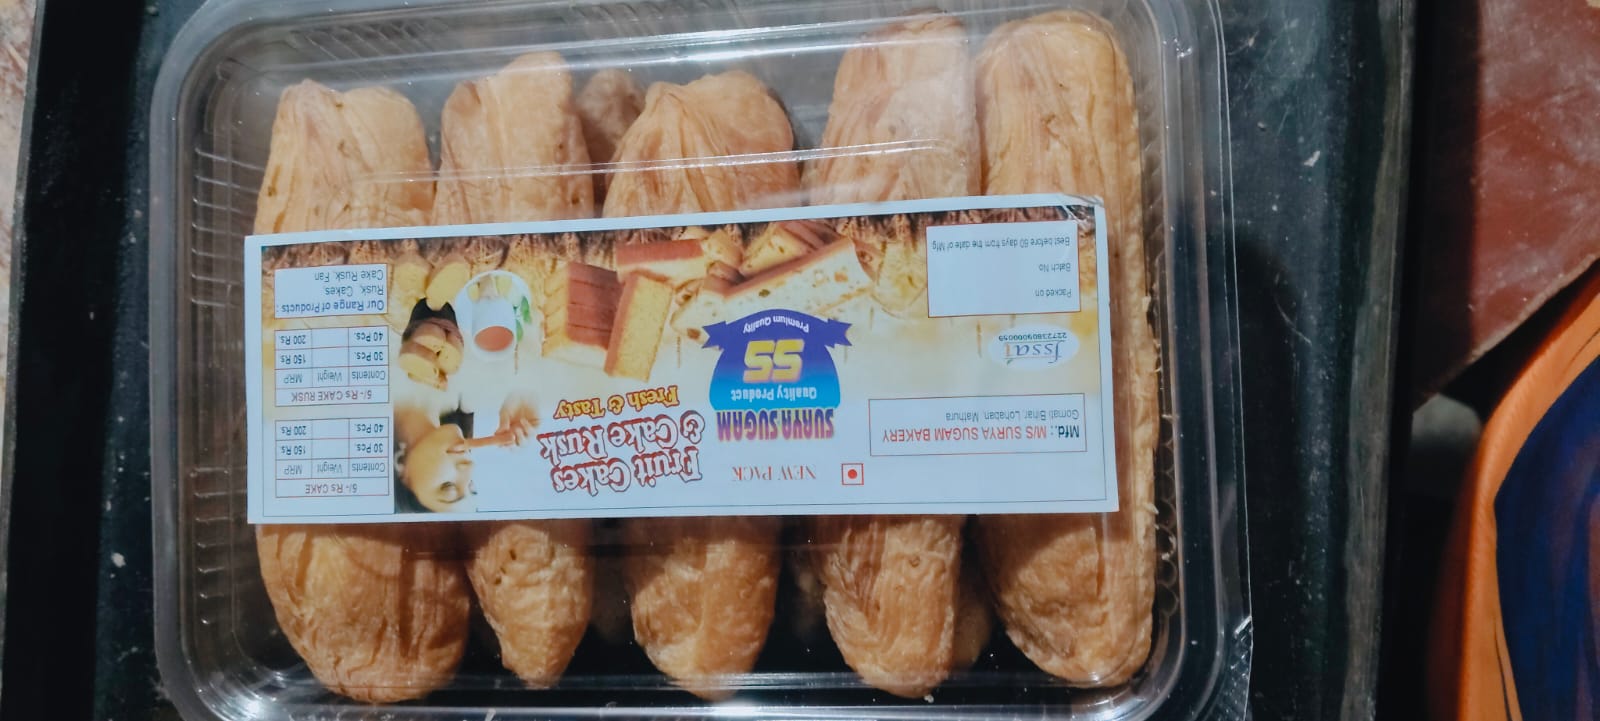 NEW PACK
Mfd.: M/S SURYA SUGAM BAKERY
Gomati Bihar, Lohaban, Mathura
fssai
22723809000059
Packed on
Batch No
Best before 60 days from the date of Mfg.
SURYA SUGAM
Quality Product
SS
Premium Quality
Fruit Cakes
& Cake Rusk
Fresh & Tasty
5/- Rs CAKE
Contents Weight MRP
30 Pcs. 150 Rs.
40 Pcs. 200 Rs.
5/- Rs CAKE RUSK
Contents Weight MRP
30 Pcs. 150 Rs.
40 Pcs. 200 Rs.
Our Range of Products :
Rusk, Cakes,
Cake Rusk, Fan